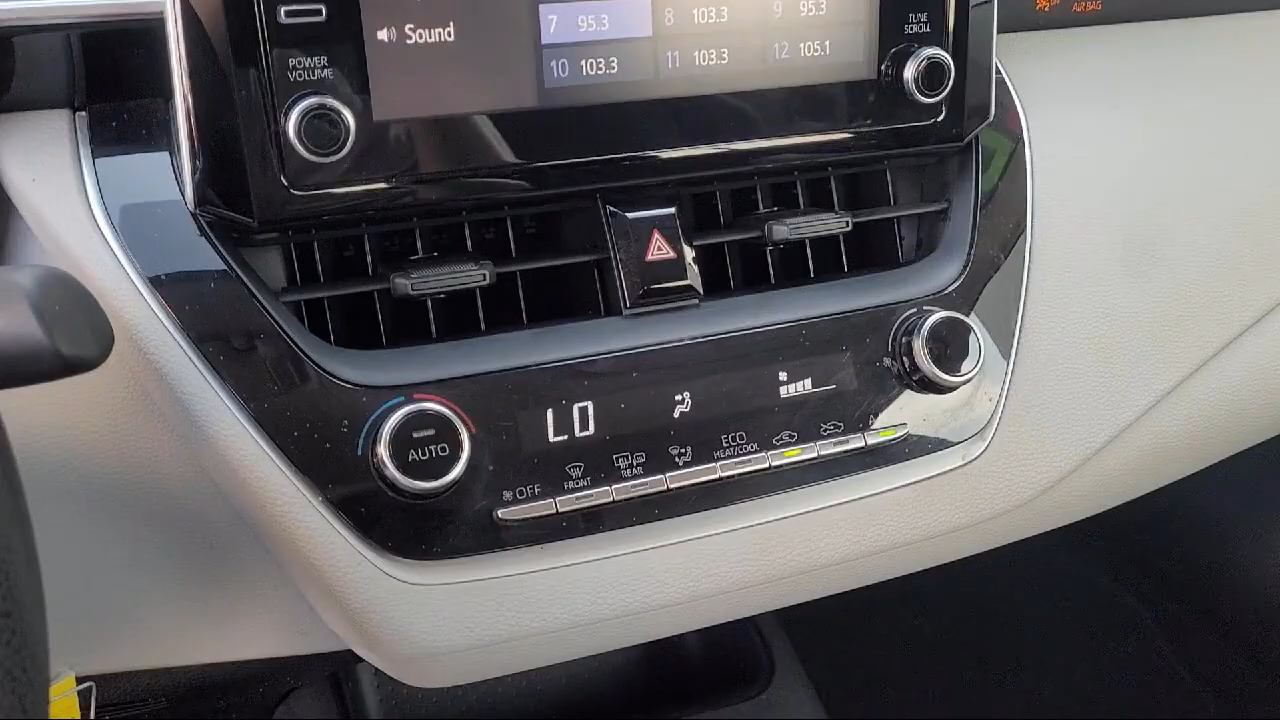 7 95.3 8 103.3 9 95.3
Sound
10 103.3 11 103.3 12 105.1
POWER
VOLUME
TUNE
SCROLL
AIR BAG
LO
AUTO
OFF
FRONT
REAR
ECO
HEAT/COOL